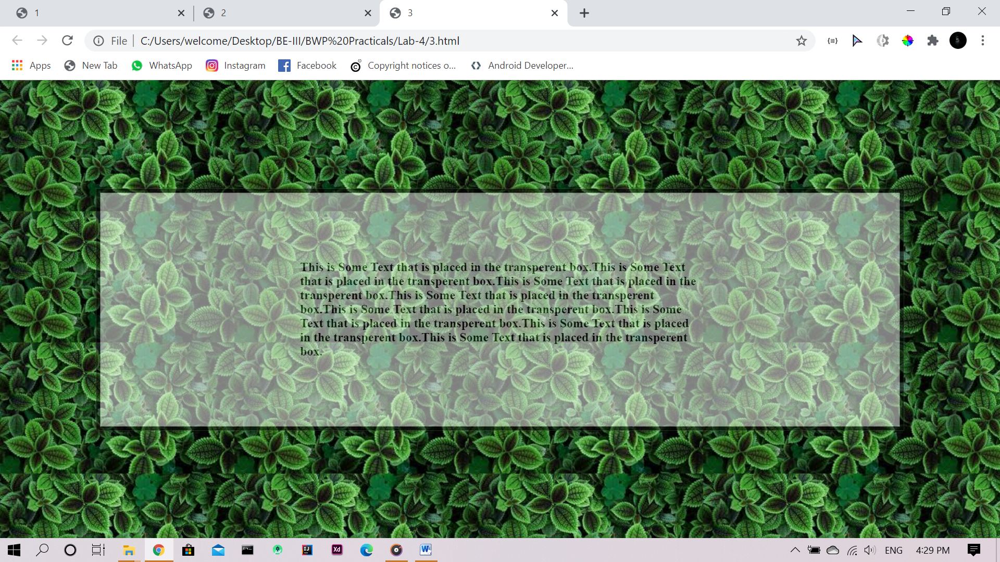 1
2
3
File
C:/Users/welcome/Desktop/BE-III/BWP%20Practicals/Lab-4/3.html
Apps
New Tab
WhatsApp
Instagram
Facebook
Copyright notices o...
Android Developer...
This is Some Text that is placed in the transperent box.This is Some Text
that is placed in the transperent box.This is Some Text that is placed in the
transperent box.This is Some Text that is placed in the transperent
box.This is Some Text that is placed in the transperent box.This is Some
Text that is placed in the transperent box.This is Some Text that is placed
in the transperent box.This is Some Text that is placed in the transperent
box.
ENG
4:29 PM